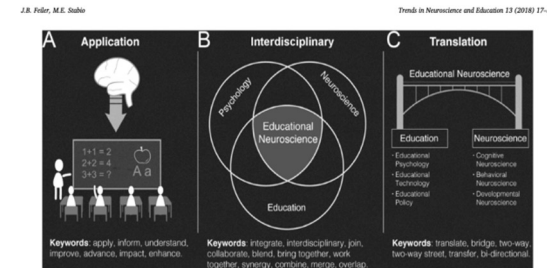 J.B. Feiler, M.E. Stabio
Trends in Neuroscience and Education 13 (2018) 17–
A Application
1+1 = 2
2+2 = 4
3+3 = ?
A a
Keywords: apply, inform, understand,
improve, advance, impact, enhance.
B Interdisciplinary
Psychology
Neuroscience
Educational
Neuroscience
Education
Keywords: integrate, interdisciplinary, join,
collaborate, blend, bring together, work
together, synergy, combine, merge, overlap.
C Translation
Educational Neuroscience
Education
· Educational
Psychology
· Educational
Technology
· Educational
Policy
Neuroscience
· Cognitive
Neuroscience
· Behavioral
Neuroscience
· Developmental
Neuroscience
Keywords: translate, bridge, two-way,
two-way street, transfer, bi-directional.